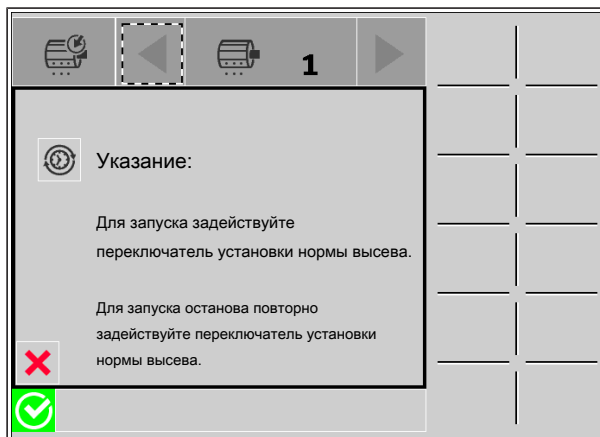 1
Указание:
Для запуска задействуйте
переключатель установки нормы высева.
Для запуска останова повторно
задействуйте переключатель установки
нормы высева.